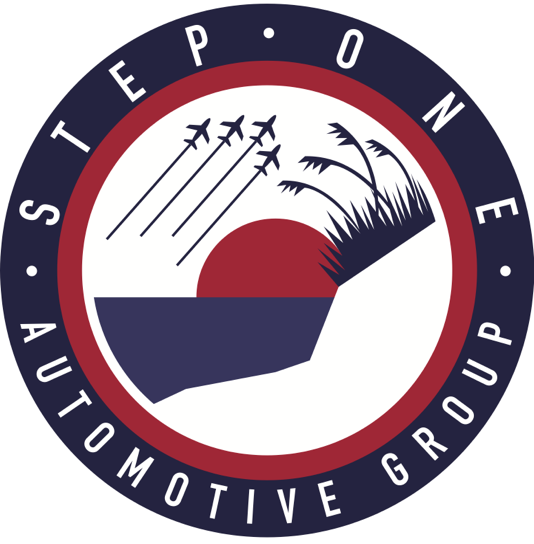 STEP • ONE
• AUTOMOTIVE GROUP •